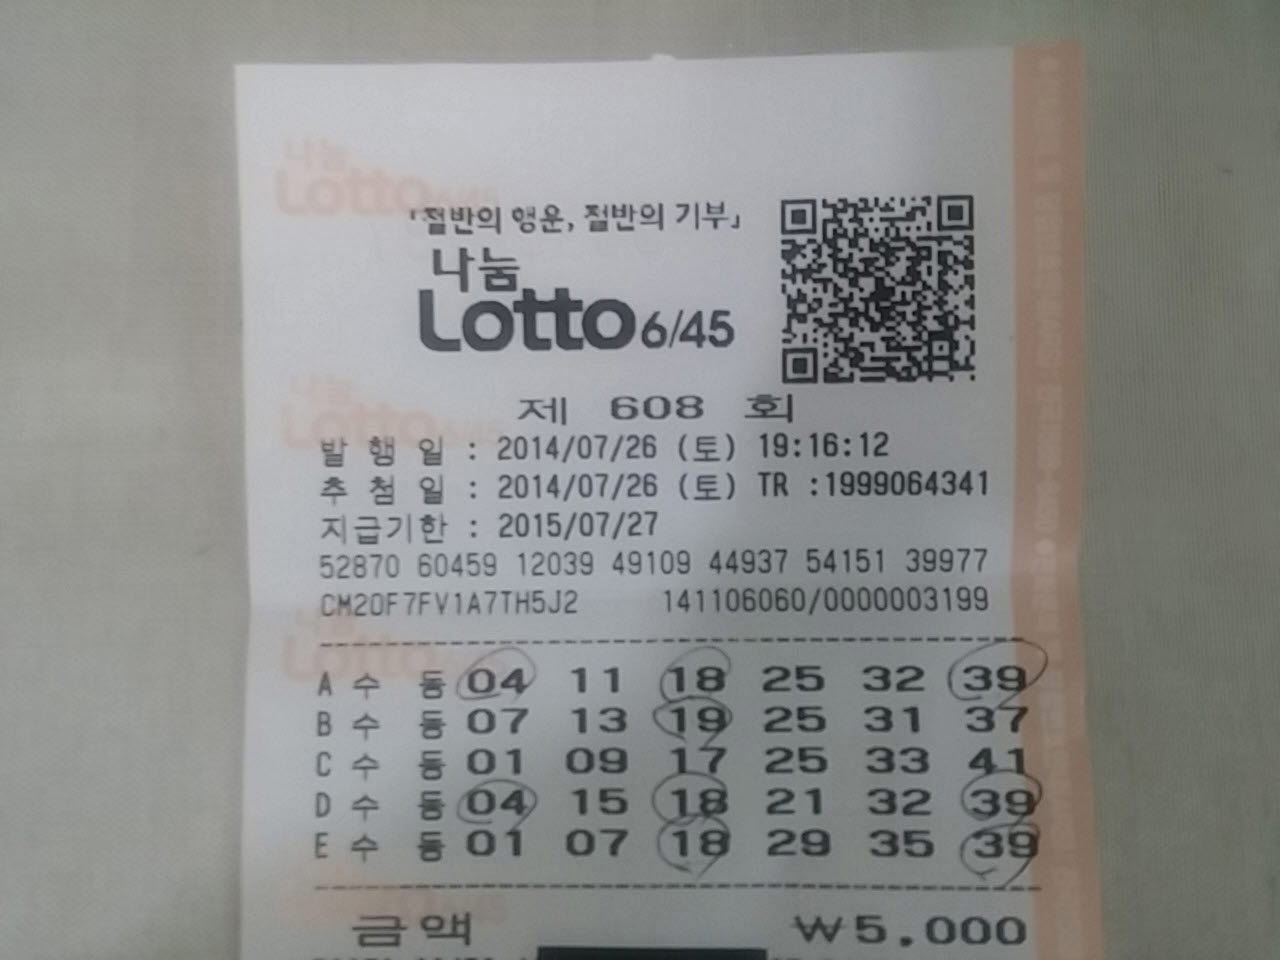 「절반의 행운, 절반의 기부」
나눔
Lotto 6/45
제 608 회
발 행 일 : 2014/07/26 (토) 19:16:12
추 첨 일 : 2014/07/26 (토) TR :1999064341
지급기한 : 2015/07/27
52870 60459 12039 49109 44937 54151 39977
CM20F7FV1A7TH5J2 141106060/0000003199
A 수 동 04 11 18 25 32 39
B 수 동 07 13 19 25 31 37
C 수 동 01 09 17 25 33 41
D 수 동 04 15 18 21 32 39
E 수 동 01 07 18 29 35 39
금액 ₩5,000